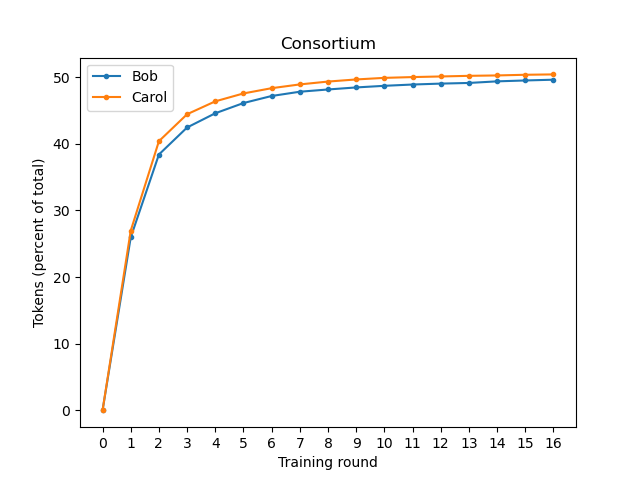 Consortium
Bob
Carol
Tokens (percent of total)
50
40
30
20
10
0
0 1 2 3 4 5 6 7 8 9 10 11 12 13 14 15 16
Training round